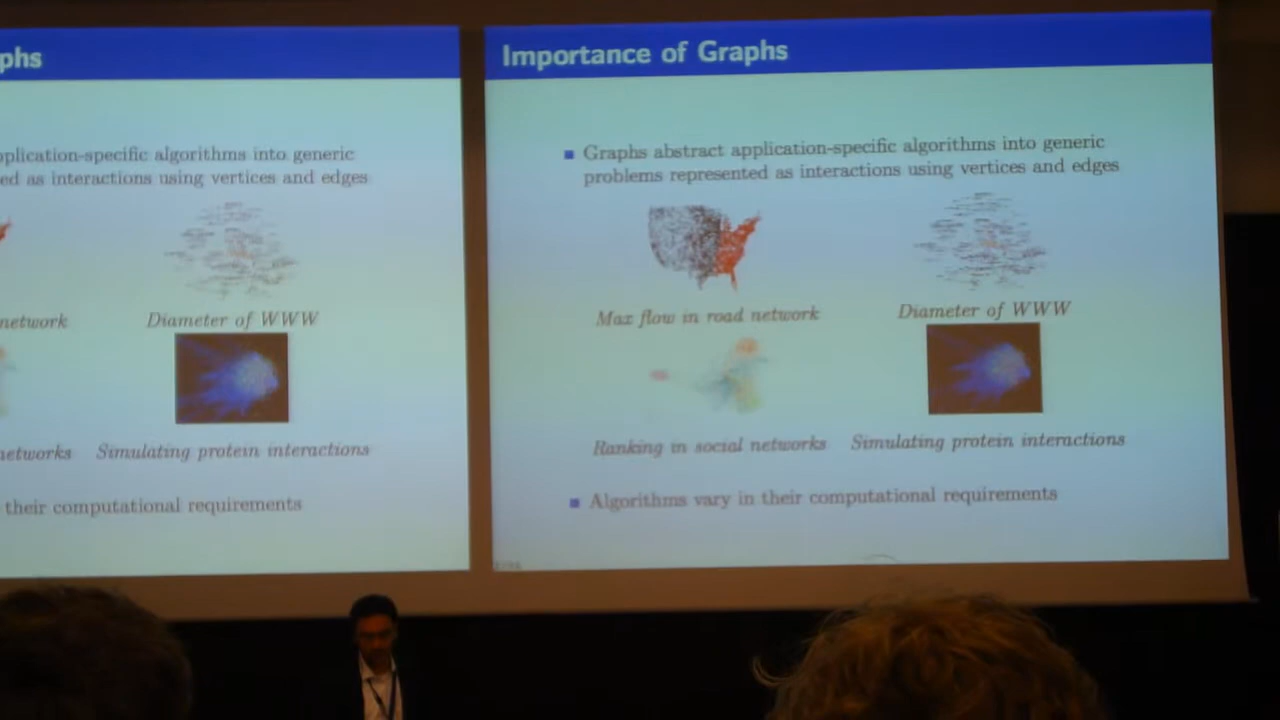 phs
pplication-specific algorithms into generic
ed as interactions using vertices and edges
network
Diameter of WWW
networks
Simulating protein interactions
their computational requirements
Importance of Graphs
Graphs abstract application-specific algorithms into generic
problems represented as interactions using vertices and edges
Max flow in road network
Diameter of WWW
Ranking in social networks
Simulating protein interactions
Algorithms vary in their computational requirements